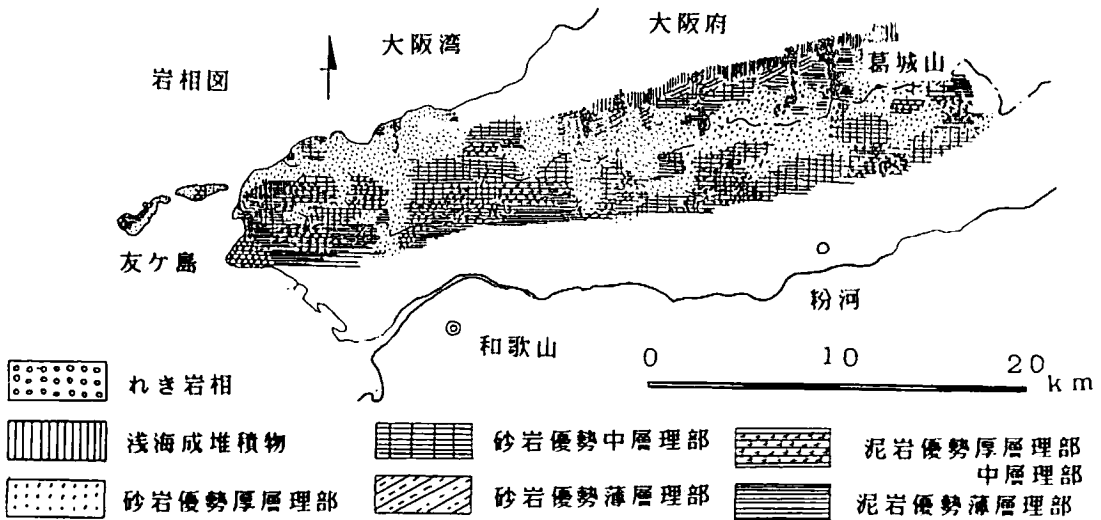 大阪湾
大阪府
岩相図
葛城山
友ケ島
粉河
和歌山
0 10 20 km
れき岩相
浅海成堆積物
砂岩優勢厚層理部
砂岩優勢中層理部
砂岩優勢薄層理部
泥岩優勢厚層理部
中層理部
泥岩優勢薄層理部